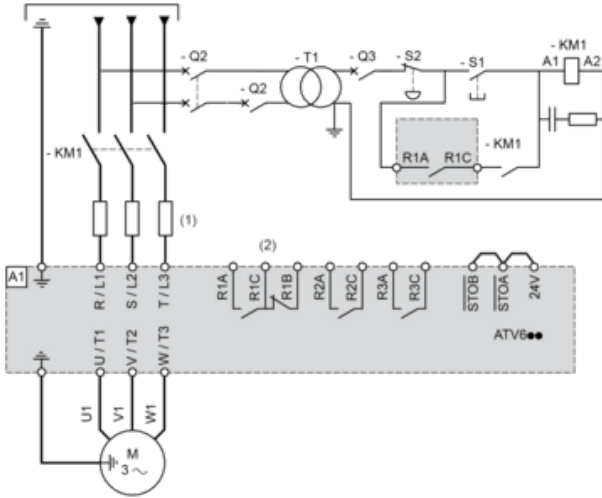 - Q2
- T1
- Q3
- S2
- S1
- KM1
A1
A2
- Q2
- KM1
R1A
R1C
- KM1
(1)
(2)
A1
R / L1
S / L2
T / L3
R1A
R1C
R1B
R2A
R2C
R3A
R3C
STOB
STOA
24V
U / T1
V / T2
W / T3
ATV6●●
U1
V1
W1
M
3 ~